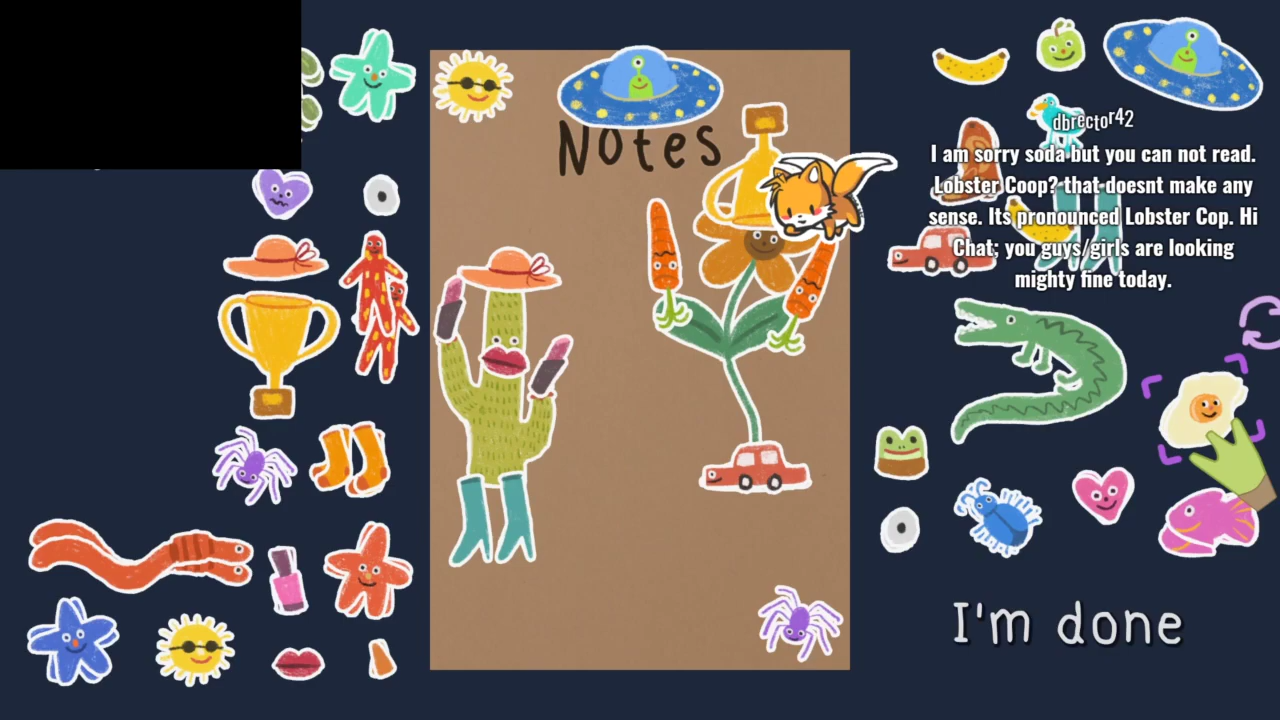 Notes
dbrector42
I am sorry soda but you can not read.
Lobster Coop? that doesnt make any
sense. Its pronounced Lobster Cop. Hi
Chat; you guys/girls are looking
mighty fine today.
I'm done